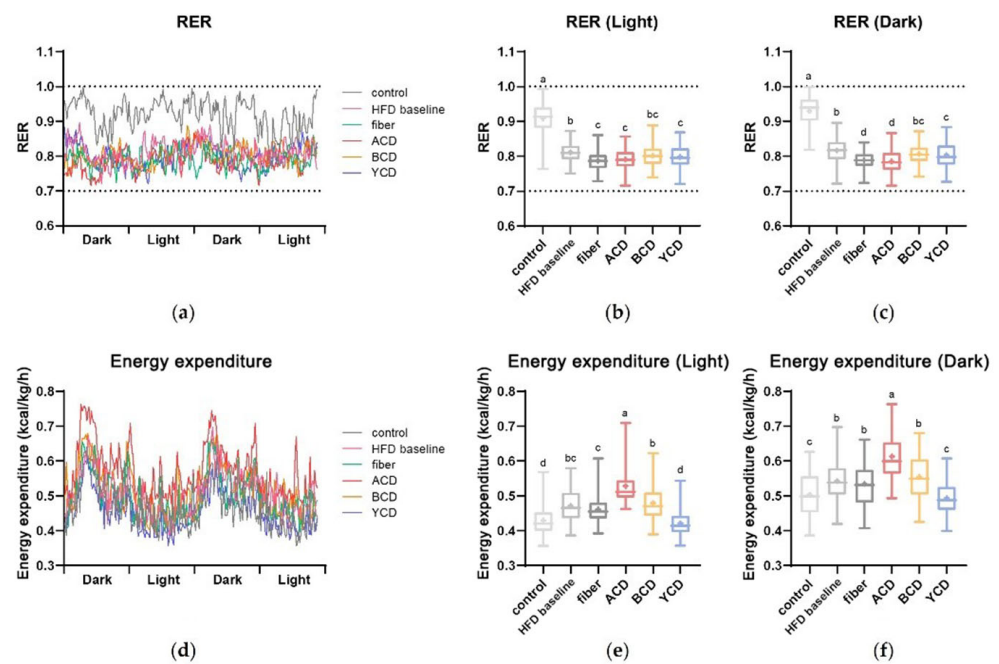 RER
RER
1.1
1.0
0.9
0.8
0.7
0.6
Dark
Light
Dark
Light
control
HFD baseline
fiber
ACD
BCD
YCD
(a)
RER (Light)
RER
1.1
1.0
0.9
0.8
0.7
0.6
a
b
c
c
bc
c
control
HFD baseline
fiber
ACD
BCD
YCD
(b)
RER (Dark)
RER
1.1
1.0
0.9
0.8
0.7
0.6
a
b
d
d
c
c
control
HFD baseline
fiber
ACD
BCD
YCD
(c)
Energy expenditure
Energy expenditure (kcal/kg/h)
0.8
0.7
0.6
0.5
0.4
0.3
Dark
Light
Dark
Light
control
HFD baseline
fiber
ACD
BCD
YCD
(d)
Energy expenditure (Light)
Energy expenditure (kcal/kg/h)
0.8
0.7
0.6
0.5
0.4
0.3
d
bc
c
a
b
d
control
HFD baseline
fiber
ACD
BCD
YCD
(e)
Energy expenditure (Dark)
Energy expenditure (kcal/kg/h)
0.8
0.7
0.6
0.5
0.4
0.3
c
b
b
a
b
c
control
HFD baseline
fiber
ACD
BCD
YCD
(f)